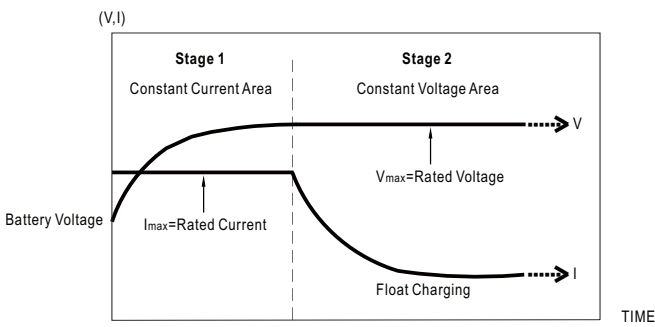 (V,I)
Stage 1
Constant Current Area
Stage 2
Constant Voltage Area
V
Vmax=Rated Voltage
Battery Voltage
Imax=Rated Current
I
Float Charging
TIME